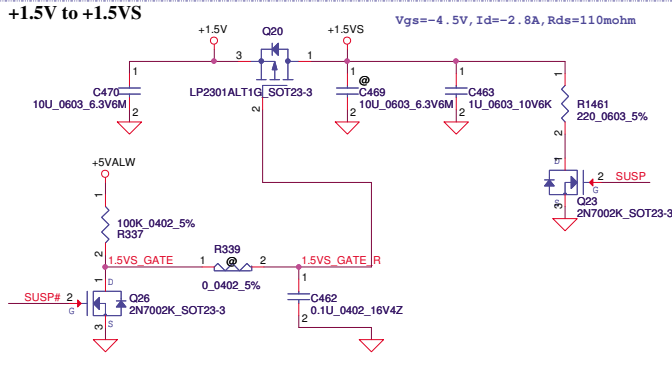 +1.5V to +1.5VS
Vgs=-4.5V,Id=-2.8A,Rds=110mohm
+1.5V
Q20
+1.5VS
3
1
1
C470
10U_0603_6.3V6M
2
LP2301ALT1G_SOT23-3
2
1
@
C469
10U_0603_6.3V6M
2
1
C463
1U_0603_10V6K
2
1
R1461
220_0603_5%
2
1
D
2
SUSP
G
Q23
2N7002K_SOT23-3
S
3
+5VALW
1
100K_0402_5%
R337
2
1.5VS_GATE
1
R339
@
2
0_0402_5%
1.5VS_GATE_R
1
C462
0.1U_0402_16V4Z
2
SUSP#
2
G
1
D
Q26
2N7002K_SOT23-3
S
3